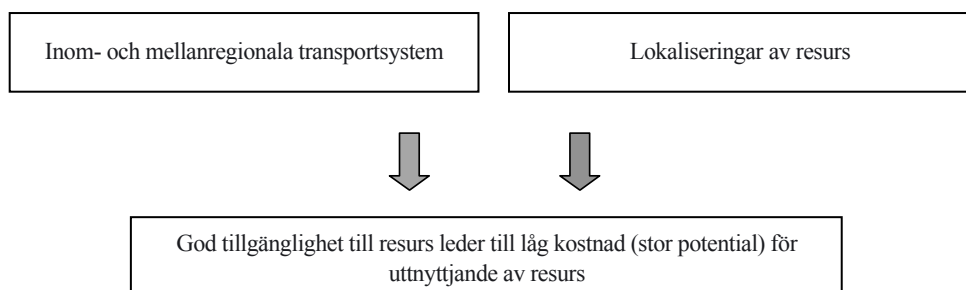 Inom- och mellanregionala transportsystem
Lokaliseringar av resurs
God tillgänglighet till resurs leder till låg kostnad (stor potential) för
uttnyttjande av resurs